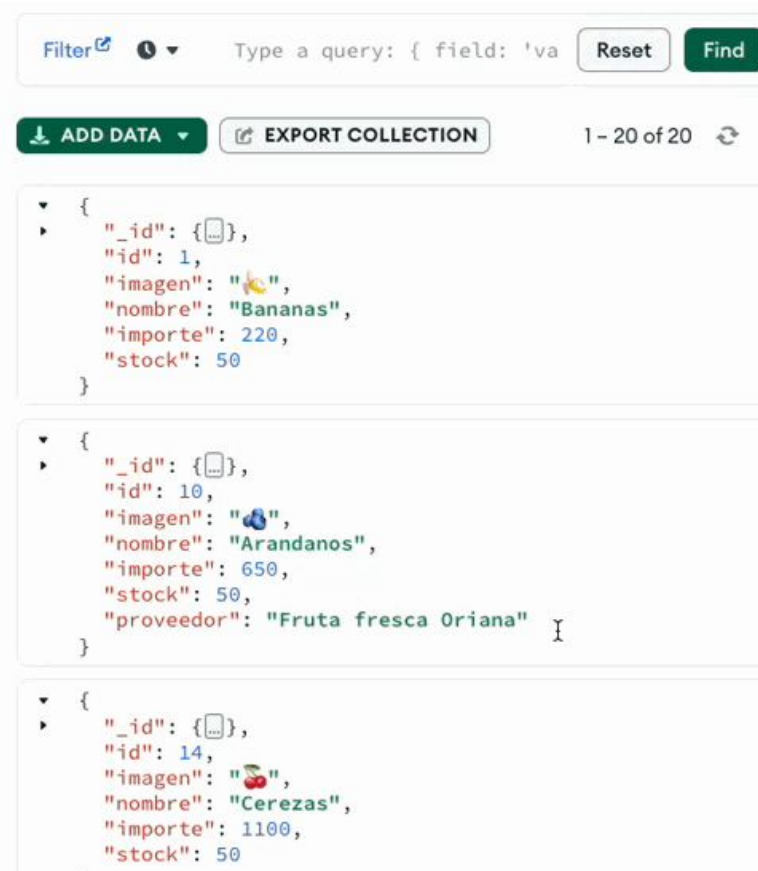 Filter Type a query: { field: 'va Reset Find
ADD DATA EXPORT COLLECTION 1 – 20 of 20
{
"_id": {...},
"id": 1,
"imagen": "🍌",
"nombre": "Bananas",
"importe": 220,
"stock": 50
}
{
"_id": {...},
"id": 10,
"imagen": "🫐",
"nombre": "Arandanos",
"importe": 650,
"stock": 50,
"proveedor": "Fruta fresca Oriana"
}
{
"_id": {...},
"id": 14,
"imagen": "🍒",
"nombre": "Cerezas",
"importe": 1100,
"stock": 50